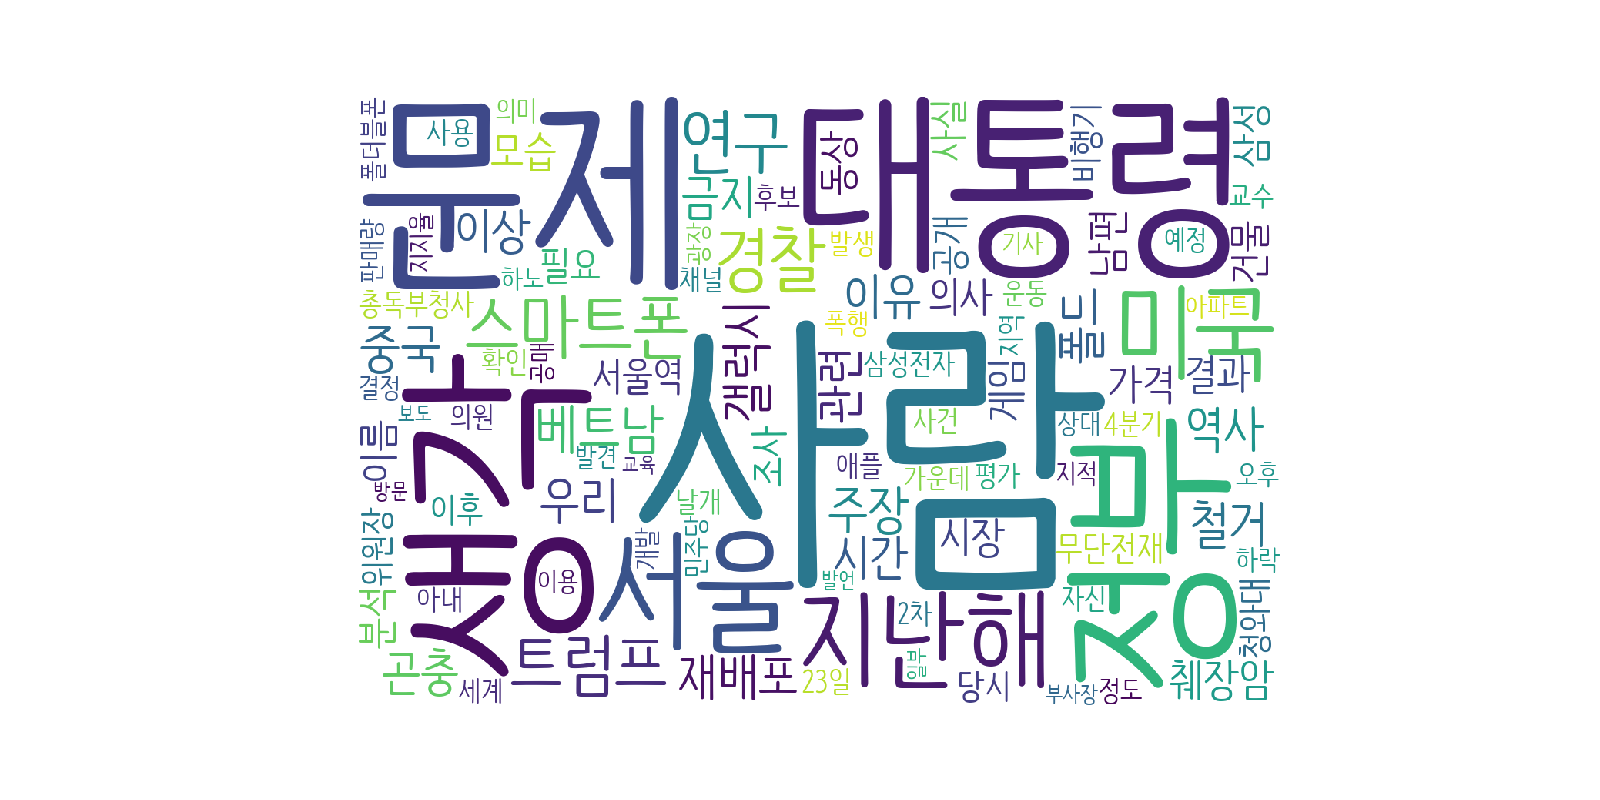 폴더블폰
의미
사용
모습
문제
연구
대통령
동상
사실
비행기
삼성
금지
후보
교수
판매량
지지율
이상
하노
필요
광장
채널
경찰
발생
공개
기사
남편
예정
건물
총독부청사
스마트폰
이유
의사
운동
아파트
미국
중국
확인
공매
서울역
갤럭시
폭행
관련
삼성전자
지역
게임
폴드
가격
결과
결정
보도
의원
생각
베트남
사람
사건
상대
4분기
역사
이름
발견
교육
조사
애플
가운데
평가
지적
정부
오후
이후
우리
날개
주장
철거
분석위원장
개발
민주당
시간
시장
무단전재
하락
아내
이용
서울
발언
지난해
2차
자신
청와대
곤충
세계
트럼프
재배포
23일
일부
당시
부사장
정도
췌장암